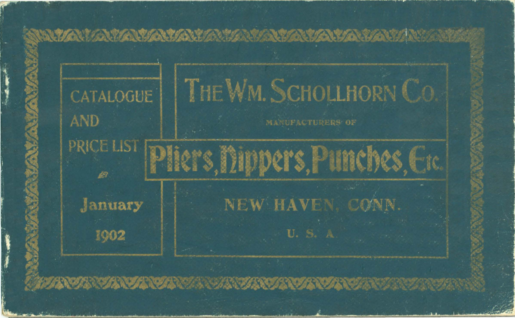 CATALOGUE
AND
PRICE LIST
January
1902
THE WM. SCHOLLHORN CO.
MANUFACTURERS OF
Pliers, Nippers, Punches, Etc.
NEW HAVEN, CONN.
U. S. A